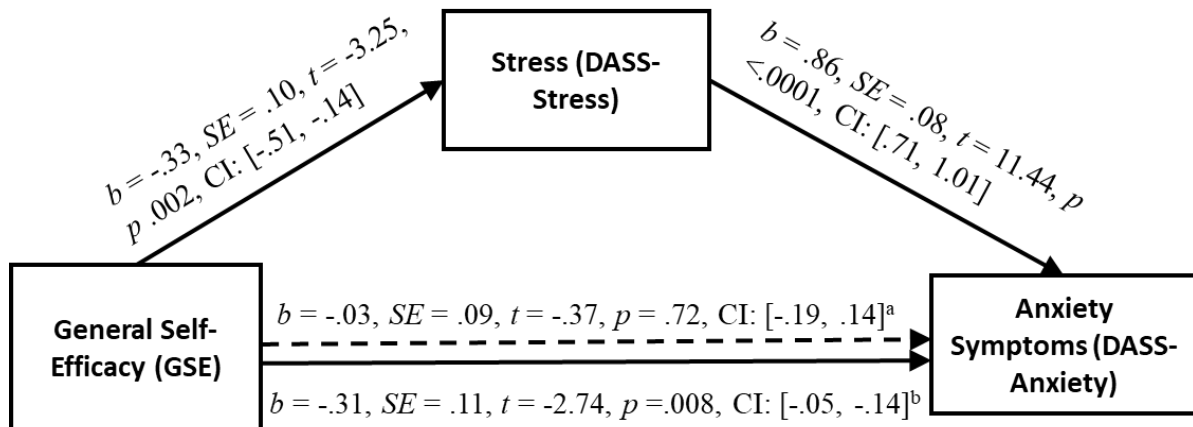 b = -.33, SE = .10, t = -3.25,
p .002, CI: [-.51, -.14]
Stress (DASS-
Stress)
b = .86, SE = .08, t = 11.44, p
<.0001, CI: [.71, 1.01]
General Self-
Efficacy (GSE)
b = -.03, SE = .09, t = -.37, p = .72, CI: [-.19, .14]ᵃ
b = -.31, SE = .11, t = -2.74, p =.008, CI: [-.05, -.14]ᵇ
Anxiety
Symptoms (DASS-
Anxiety)